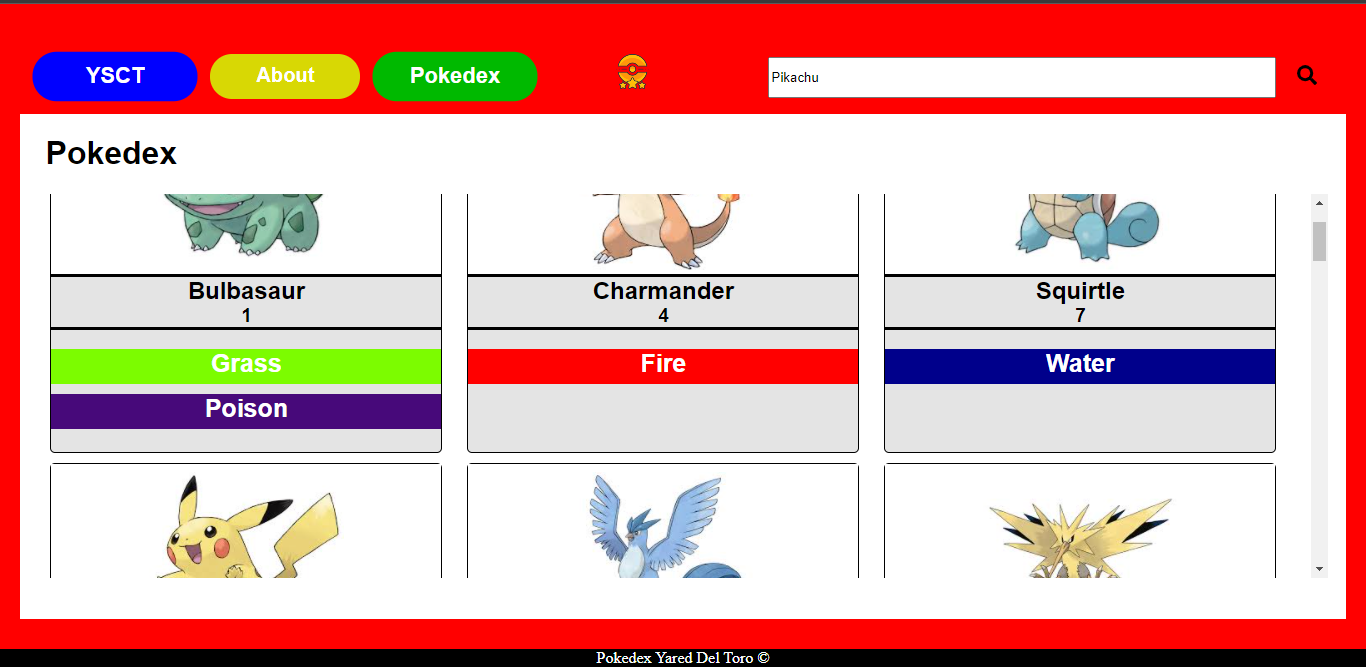 YSCT About Pokedex Pikachu
Pokedex
Bulbasaur
1
Grass
Poison
Charmander
4
Fire
Squirtle
7
Water
Pokedex Yared Del Toro ©